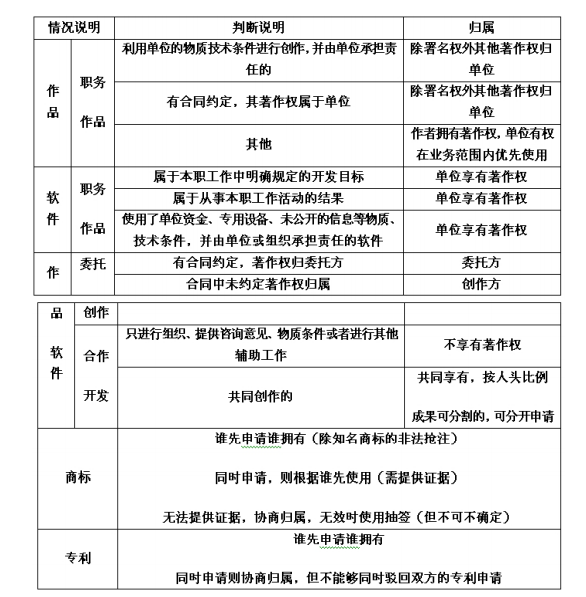 情况说明 判断说明 归属
作品 职务作品 利用单位的物质技术条件进行创作，并由单位承担责
任的
除署名权外其他著作权归
单位
有合同约定，其著作权属于单位
除署名权外其他著作权归
单位
其他
作者拥有著作权，单位有权
在业务范围内优先使用
软件 职务作品 属于本职工作中明确规定的开发目标 单位享有著作权
属于从事本职工作活动的结果 单位享有著作权
使用了单位资金、专用设备、未公开的信息等物质、
技术条件，并由单位或组织承担责任的软件
单位享有著作权
作 委托 有合同约定，著作权归委托方 委托方
合同中未约定著作权归属 创作方
品 创作
软件 合作开发 只进行组织、提供咨询意见、物质条件或者进行其他
辅助工作
不享有著作权
共同创作的
共同享有，按人头比例
成果可分割的，可分开申请
商标 谁先申请谁拥有（除知名商标的非法抢注）
同时申请，则根据谁先使用（需提供证据）
无法提供证据，协商归属，无效时使用抽签（但不可不确定）
专利 谁先申请谁拥有
同时申请则协商归属，但不能够同时驳回双方的专利申请